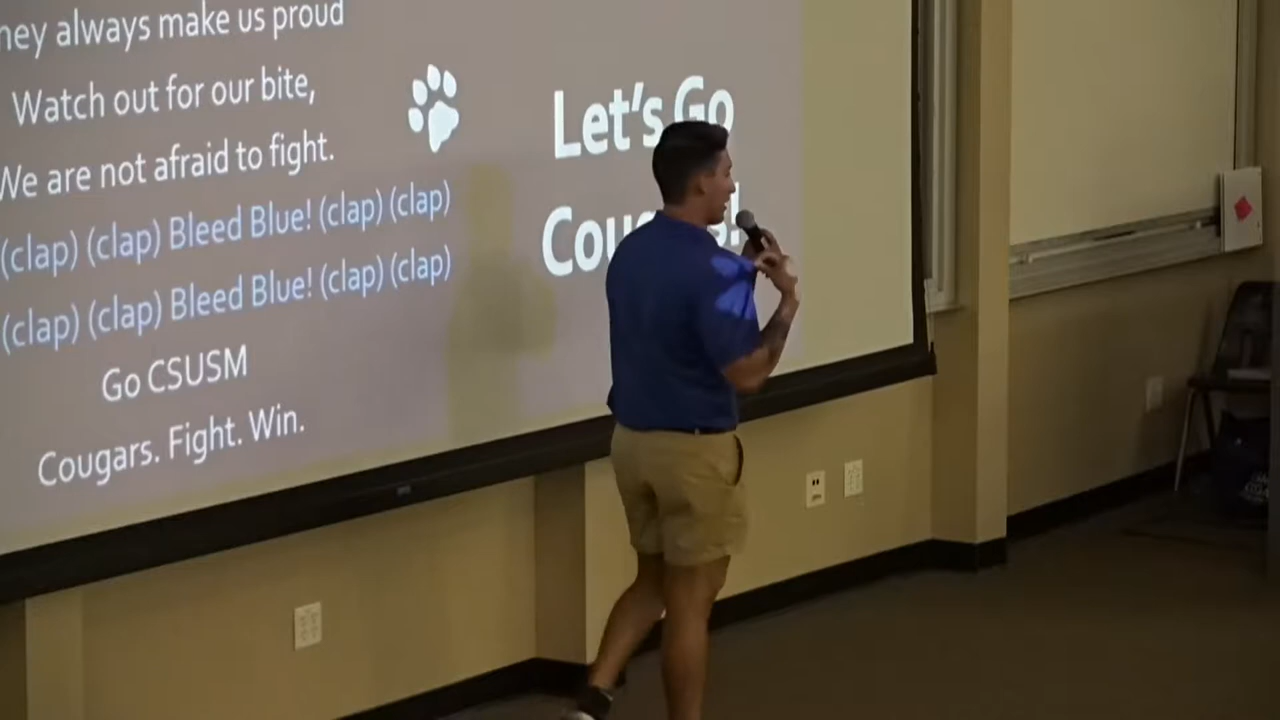 always make us proud
Watch out for our bite,
We are not afraid to fight.
(clap) (clap) Bleed Blue! (clap) (clap)
(clap) (clap) Bleed Blue! (clap) (clap)
Go CSUSM
Cougars. Fight. Win.
Let's Go